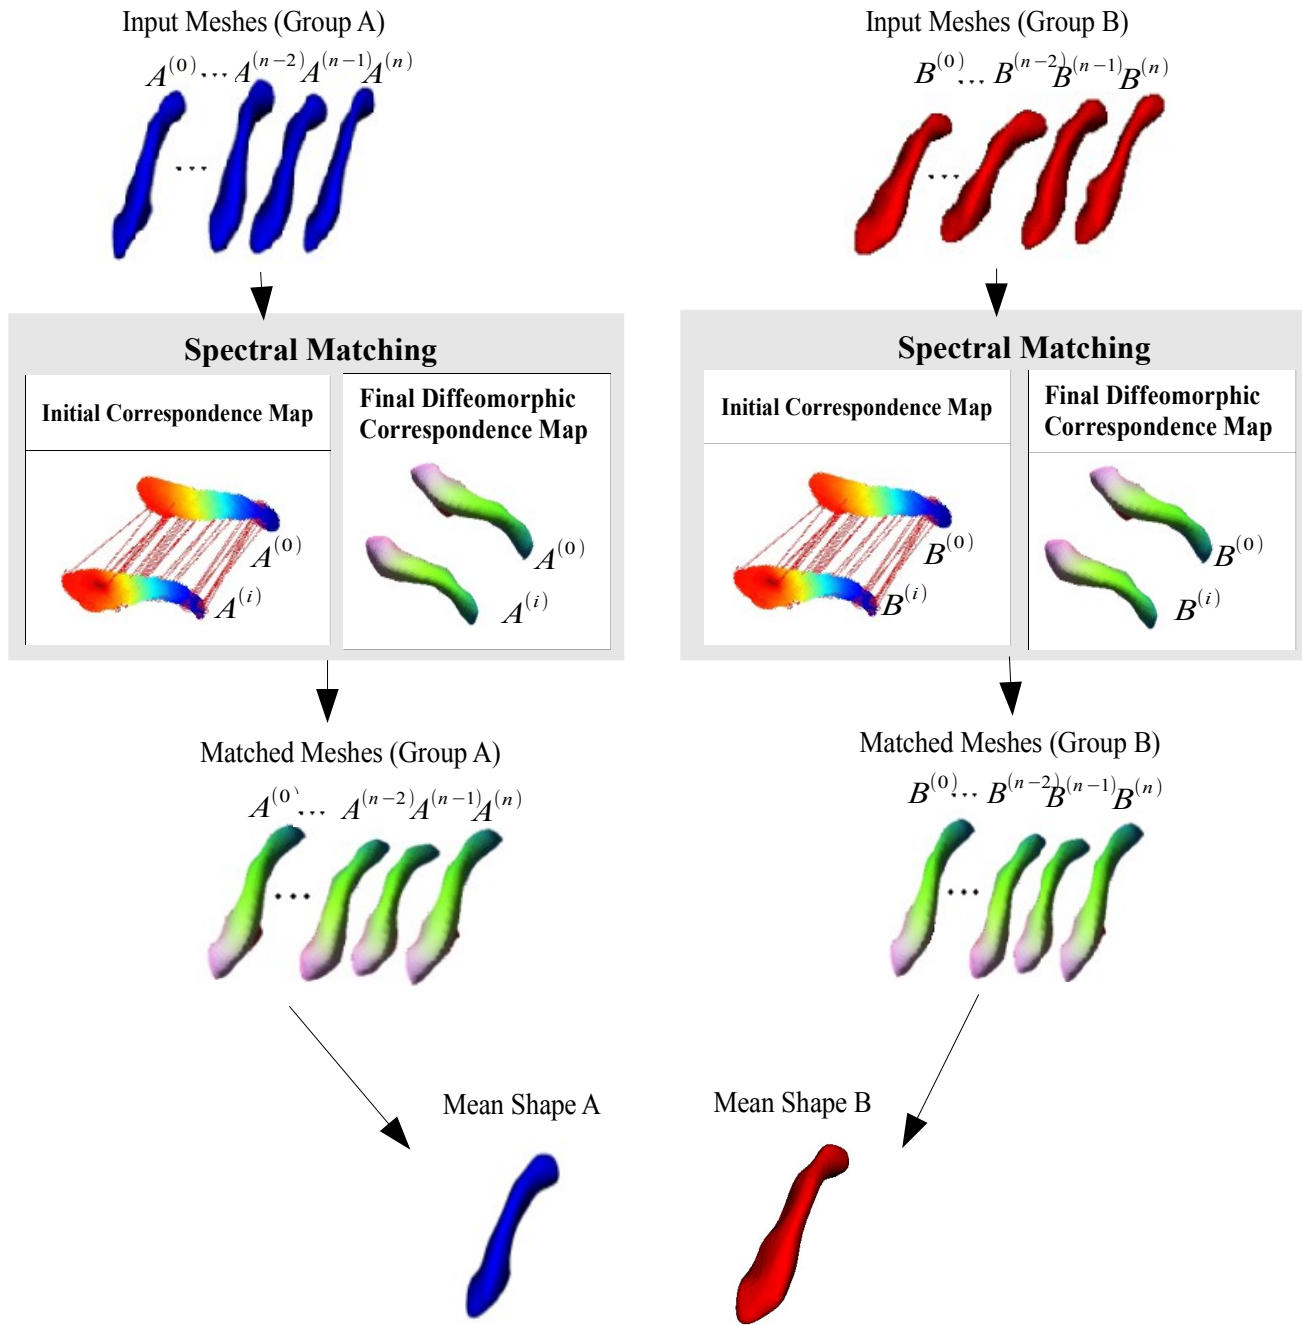 Input Meshes (Group A)
A^(0) ... A^(n−2) A^(n−1) A^(n)
...
Spectral Matching
Initial Correspondence Map
Final Diffeomorphic
Correspondence Map
A^(0)
A^(i)
A^(0)
A^(i)
Matched Meshes (Group A)
A^(0) ... A^(n−2) A^(n−1) A^(n)
...
Mean Shape A
Input Meshes (Group B)
B^(0) ... B^(n−2) B^(n−1) B^(n)
...
Spectral Matching
Initial Correspondence Map
Final Diffeomorphic
Correspondence Map
B^(0)
B^(i)
B^(0)
B^(i)
Matched Meshes (Group B)
B^(0) ... B^(n−2) B^(n−1) B^(n)
...
Mean Shape B